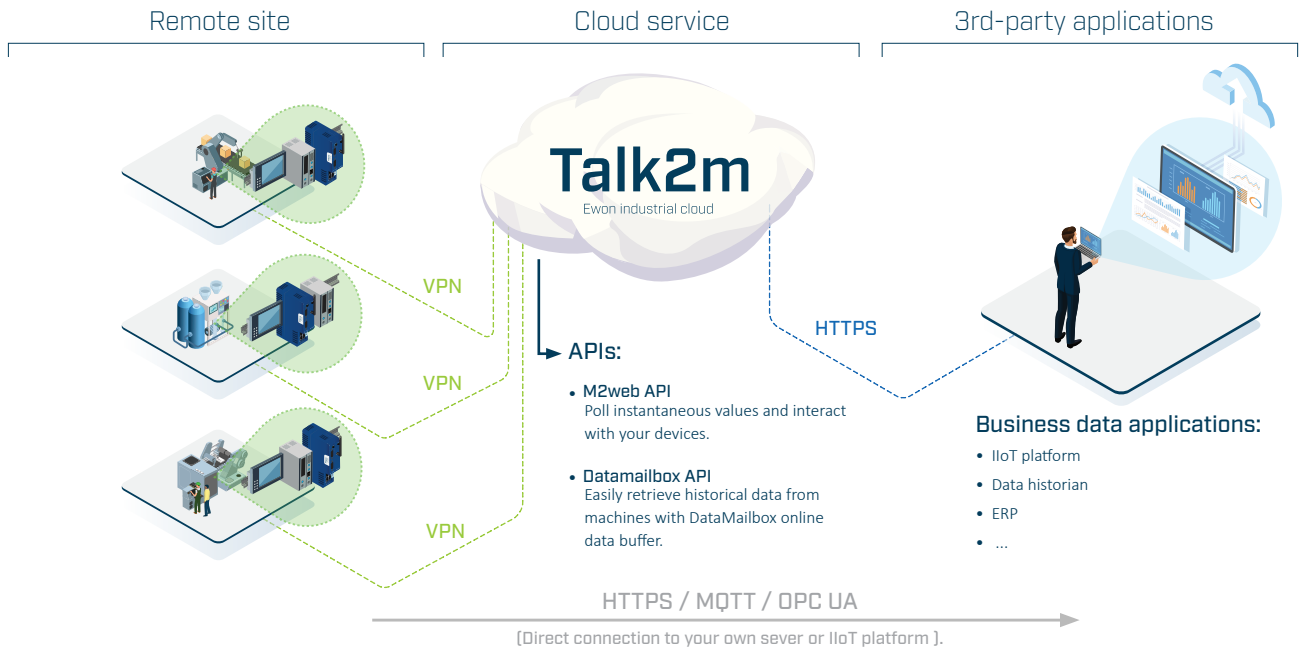 Remote site
Cloud service
3rd-party applications
Talk2m
Ewon industrial cloud
VPN
VPN
VPN
HTTPS
APIs:
• M2web API
Poll instantaneous values and interact
with your devices.
• Datamailbox API
Easily retrieve historical data from
machines with DataMailbox online
data buffer.
Business data applications:
• IIoT platform
• Data historian
• ERP
• ...
HTTPS / MQTT / OPC UA
(Direct connection to your own sever or IIoT platform ).